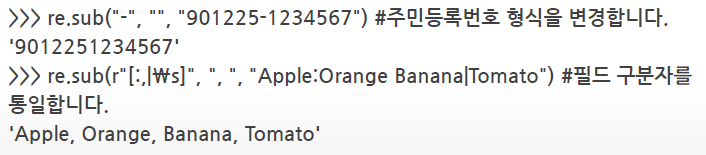 >>> re.sub("-", "", "901225-1234567") #주민등록번호 형식을 변경합니다.
'9012251234567'
>>> re.sub(r"[:,|₩s]", ", ", "Apple:Orange Banana|Tomato") #필드 구분자를
통일합니다.
'Apple, Orange, Banana, Tomato'